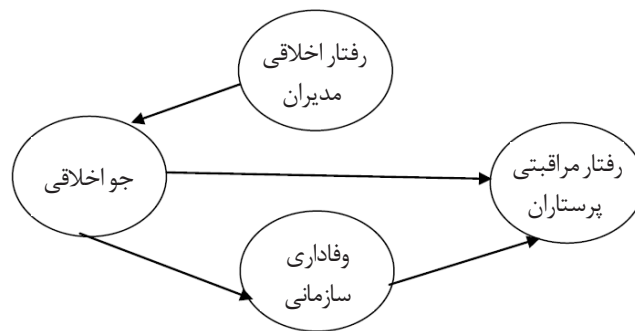 رفتار اخلاقی
مدیران
جو اخلاقی
رفتار مراقبتی
پرستاران
وفاداری
سازمانی